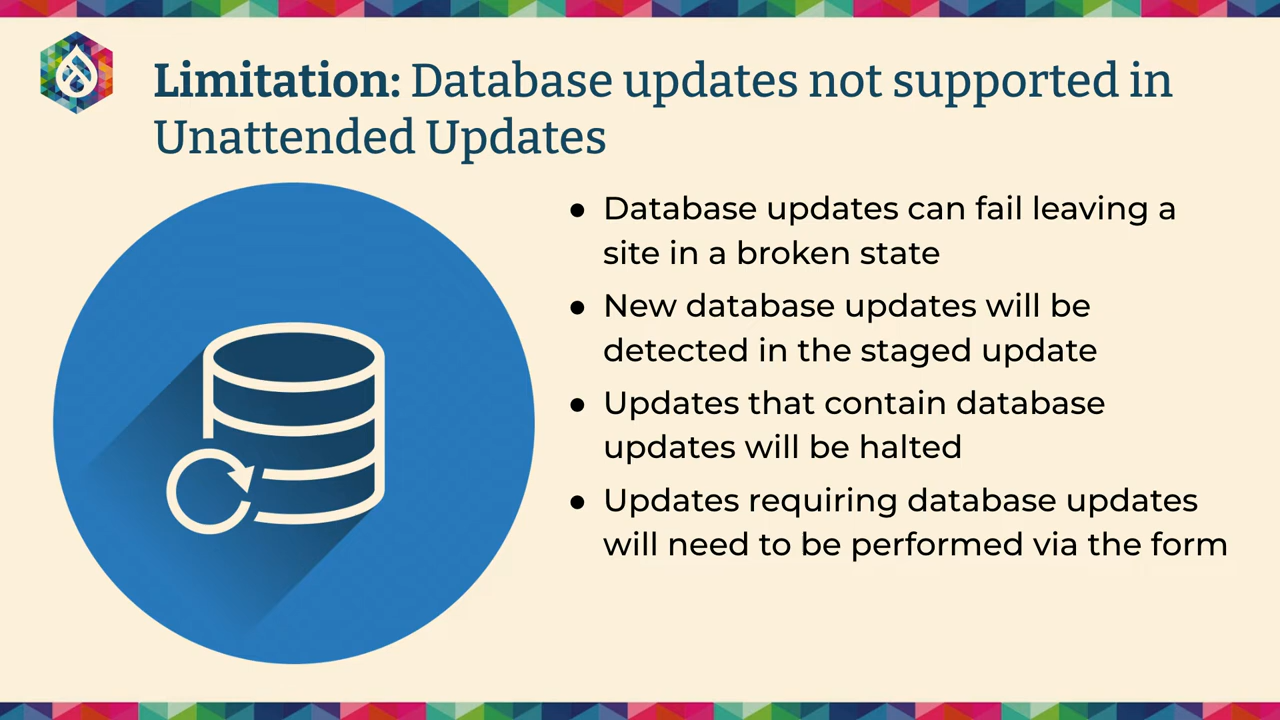 Limitation: Database updates not supported in
Unattended Updates
● Database updates can fail leaving a
site in a broken state
● New database updates will be
detected in the staged update
● Updates that contain database
updates will be halted
● Updates requiring database updates
will need to be performed via the form